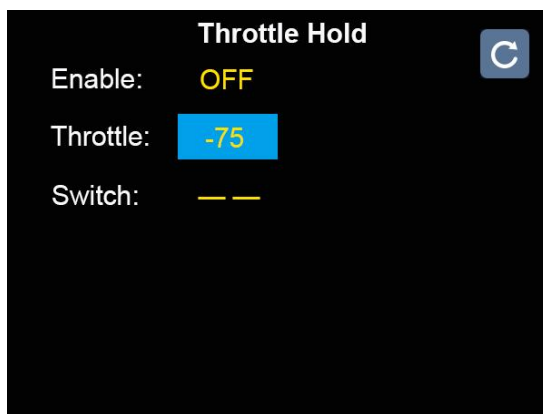 Throttle Hold
Enable: OFF
Throttle: -75
Switch: — —